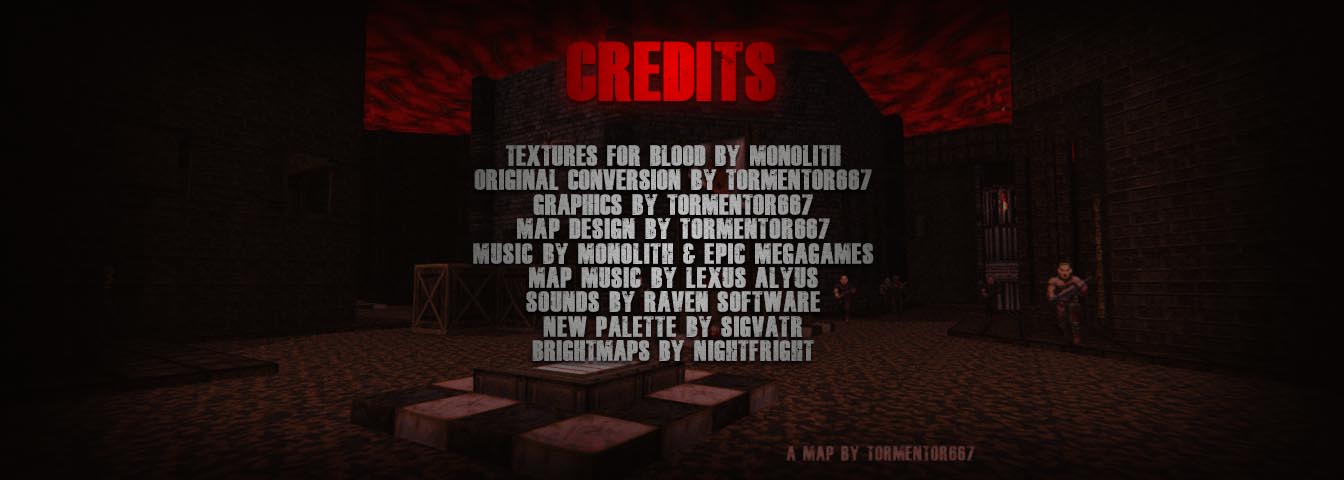 CREDITS
TEXTURES FOR BLOOD BY MONOLITH
ORIGINAL CONVERSION BY TORMENTOR667
GRAPHICS BY TORMENTOR667
MAP DESIGN BY TORMENTOR667
MUSIC BY MONOLITH & EPIC MEGAGAMES
MAP MUSIC BY LEXUS ALYUS
SOUNDS BY RAVEN SOFTWARE
NEW PALETTE BY SIGVATR
BRIGHTMAPS BY NIGHTFRIGHT
A MAP BY TORMENTOR667